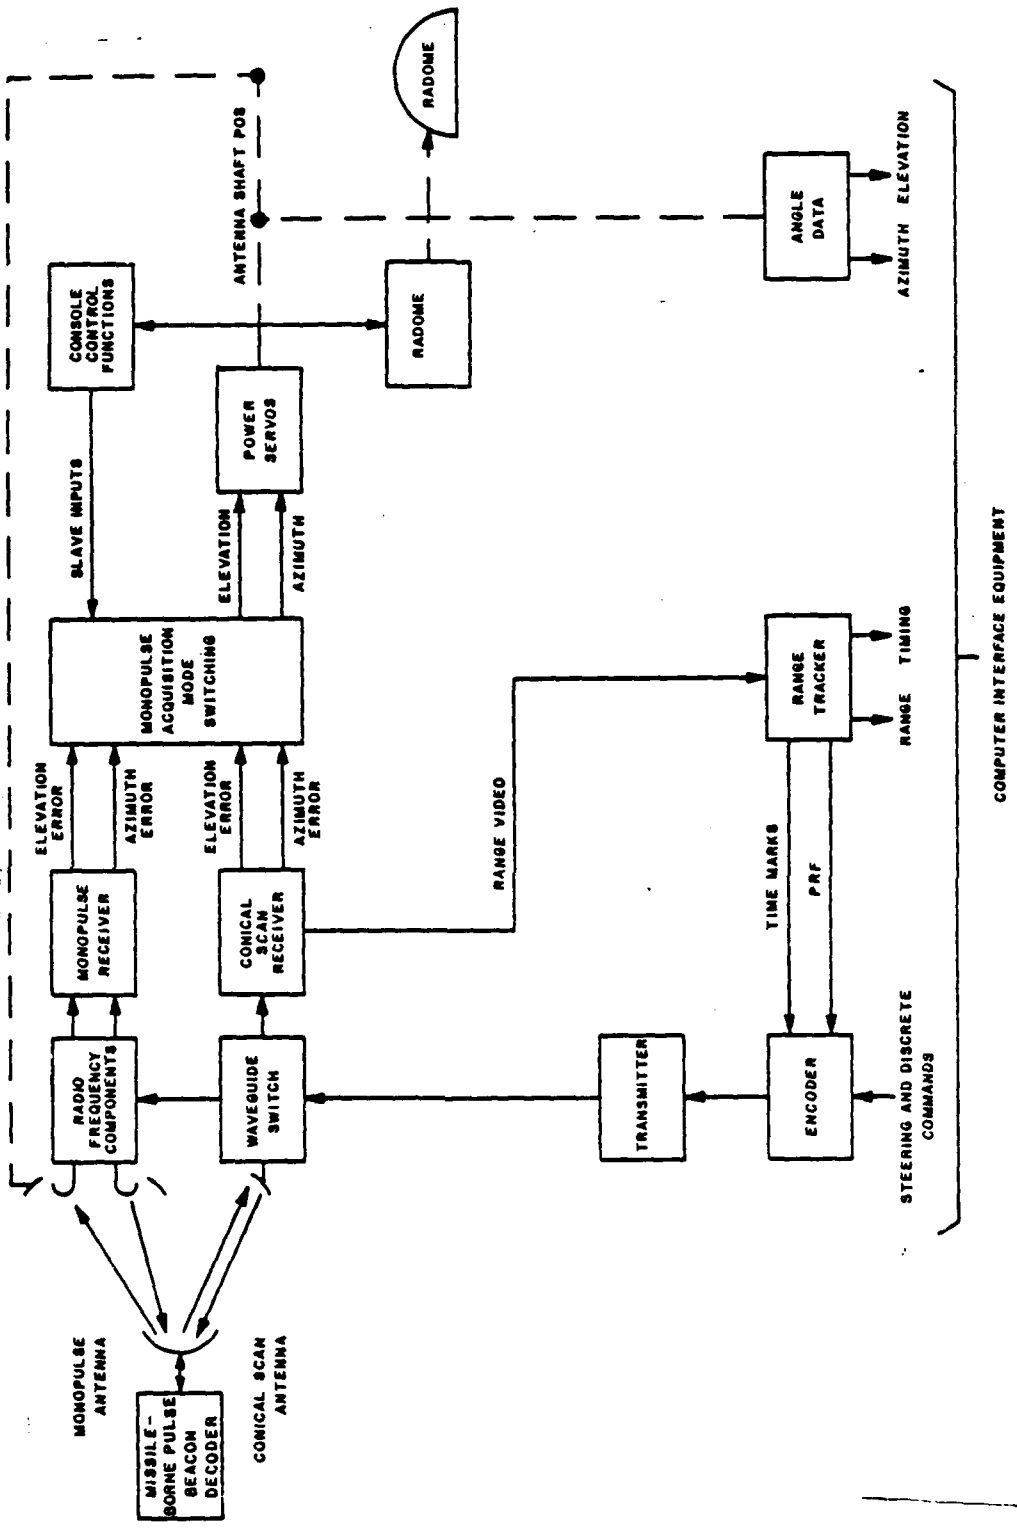 MISSILE-
BORNE PULSE
BEACON
DECODER
MONOPULSE
ANTENNA
CONICAL SCAN
ANTENNA
RADIO
FREQUENCY
COMPONENTS
WAVEGUIDE
SWITCH
MONOPULSE
RECEIVER
CONICAL
SCAN
RECEIVER
ELEVATION
ERROR
AZIMUTH
ERROR
ELEVATION
ERROR
AZIMUTH
ERROR
MONOPULSE
ACQUISITION
MODE
SWITCHING
SLAVE INPUTS
ELEVATION
AZIMUTH
CONSOLE
CONTROL
FUNCTIONS
POWER
SERVOS
ANTENNA SHAFT POS
RADOME
RADOME
RANGE VIDEO
TRANSMITTER
ENCODER
TIME MARKS
PRF
RANGE
TRACKER
ANGLE
DATA
STEERING AND DISCRETE
COMMANDS
RANGE TIMING
AZIMUTH ELEVATION
COMPUTER INTERFACE EQUIPMENT